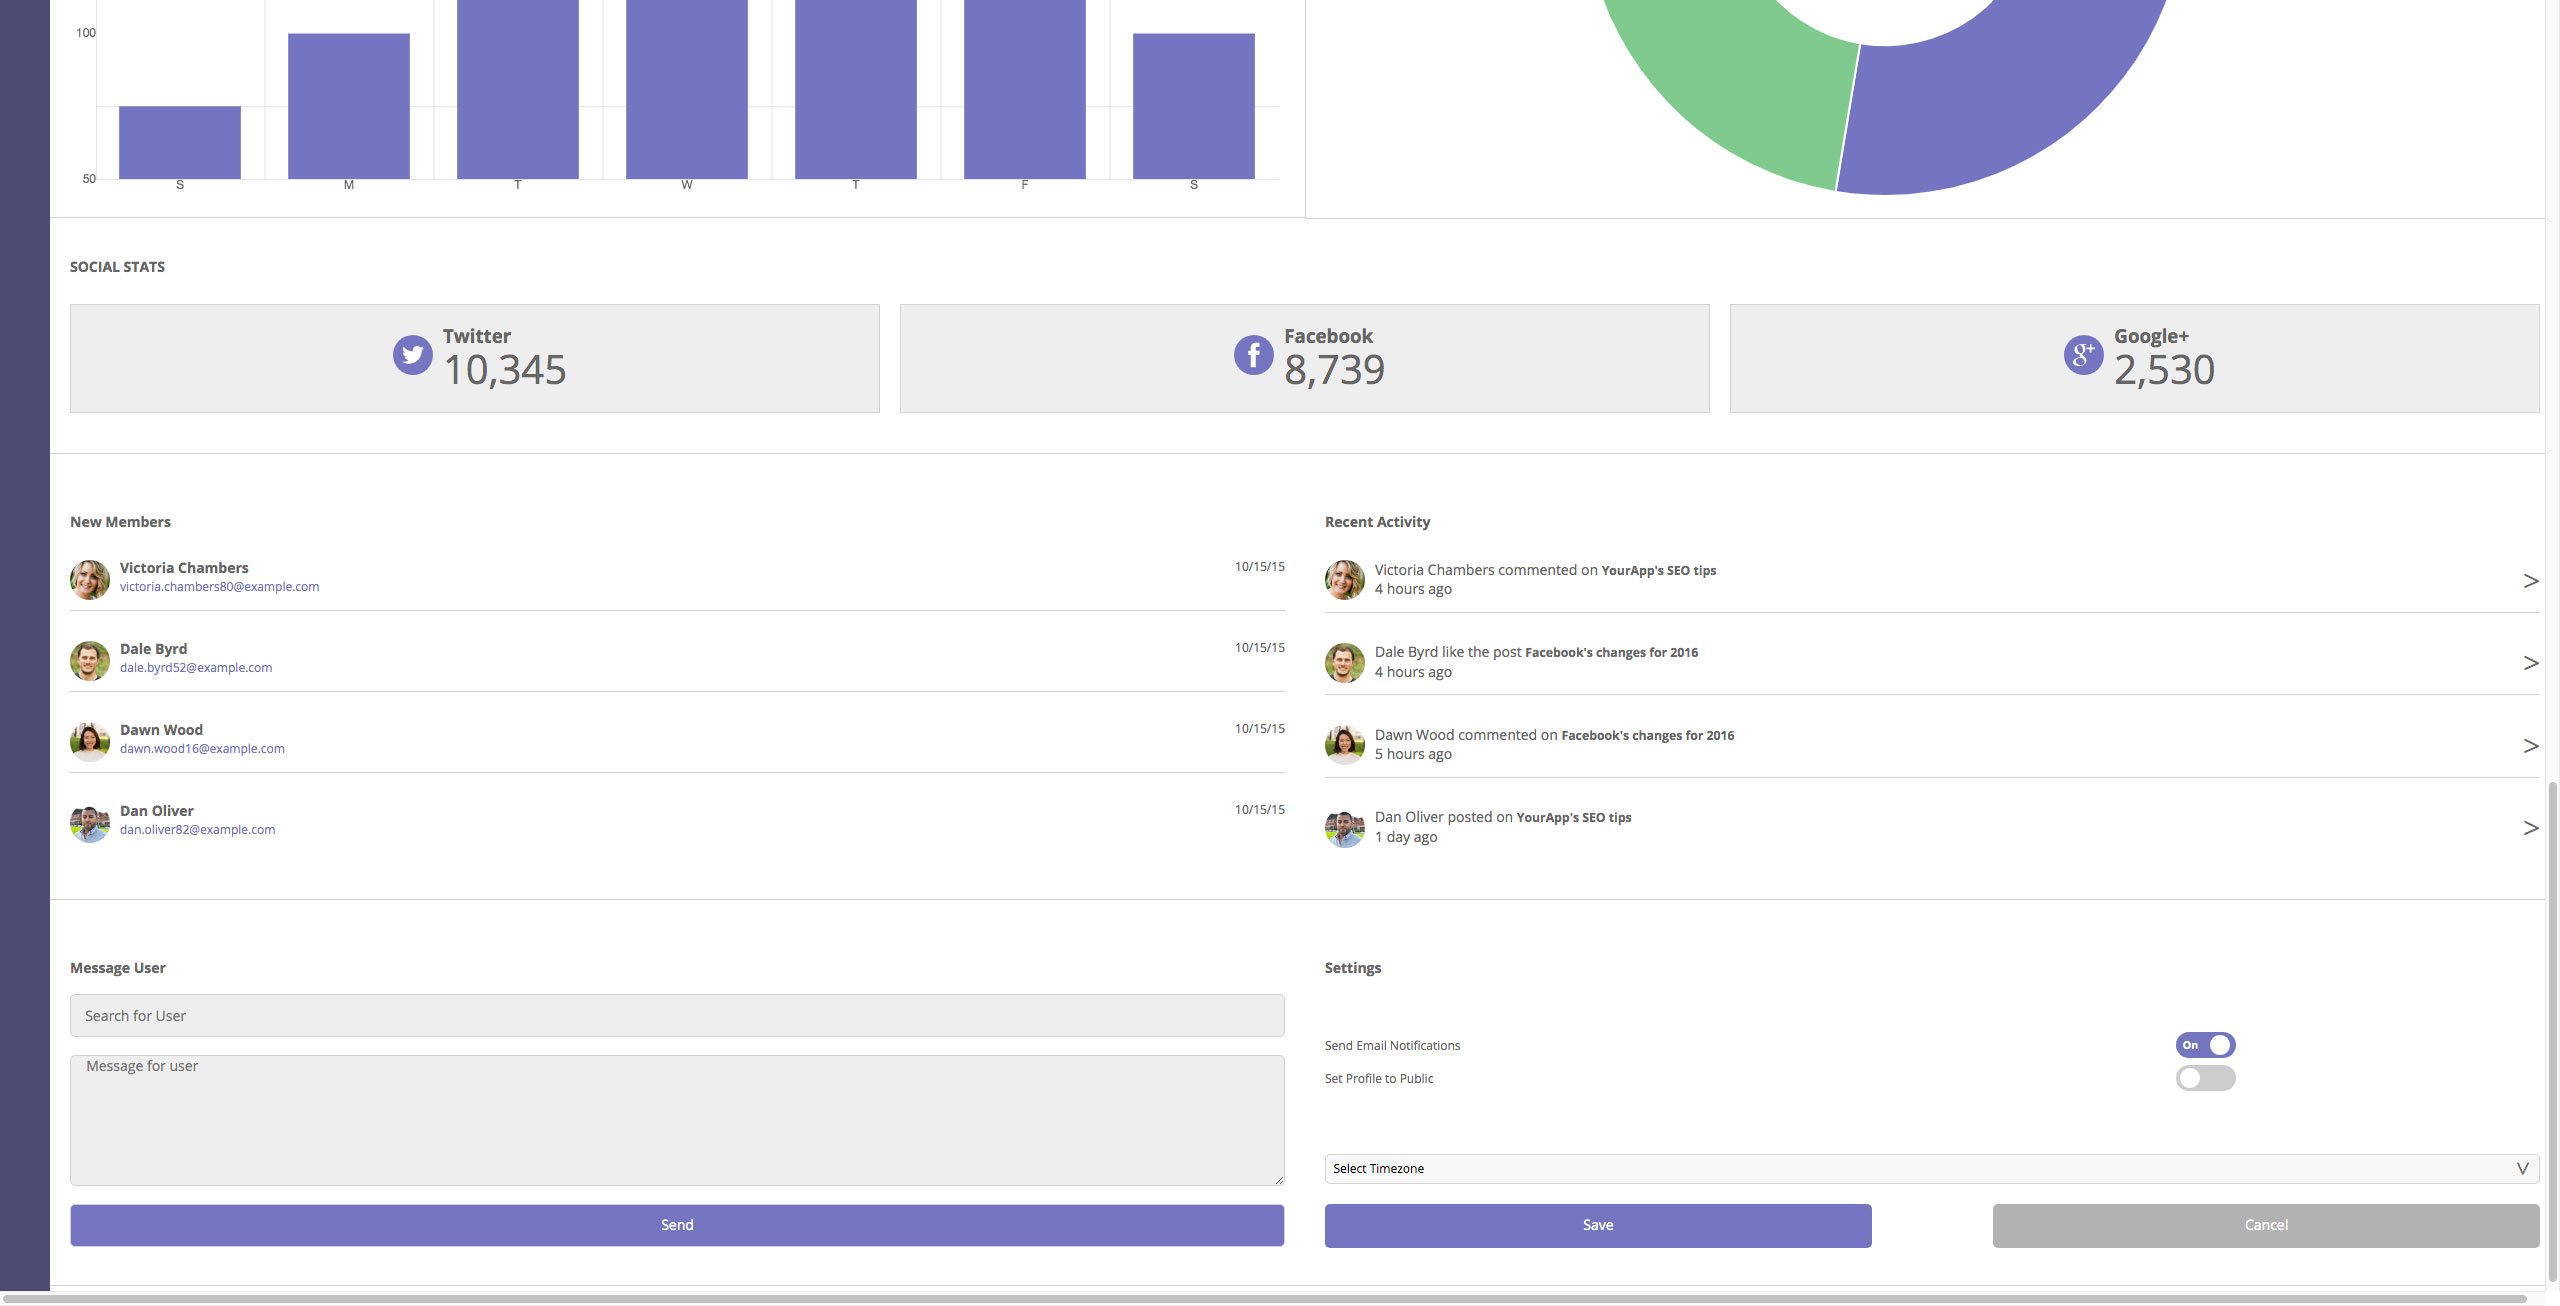 100
50
S M T W T F S
SOCIAL STATS
Twitter
10,345
Facebook
8,739
Google+
2,530
New Members
Victoria Chambers
victoria.chambers80@example.com
10/15/15
Dale Byrd
dale.byrd52@example.com
10/15/15
Dawn Wood
dawn.wood16@example.com
10/15/15
Dan Oliver
dan.oliver82@example.com
10/15/15
Recent Activity
Victoria Chambers commented on YourApp's SEO tips
4 hours ago
>
Dale Byrd like the post Facebook's changes for 2016
4 hours ago
>
Dawn Wood commented on Facebook's changes for 2016
5 hours ago
>
Dan Oliver posted on YourApp's SEO tips
1 day ago
>
Message User
Search for User
Message for user
Send
Settings
Send Email Notifications
On
Set Profile to Public
Select Timezone
Save
Cancel